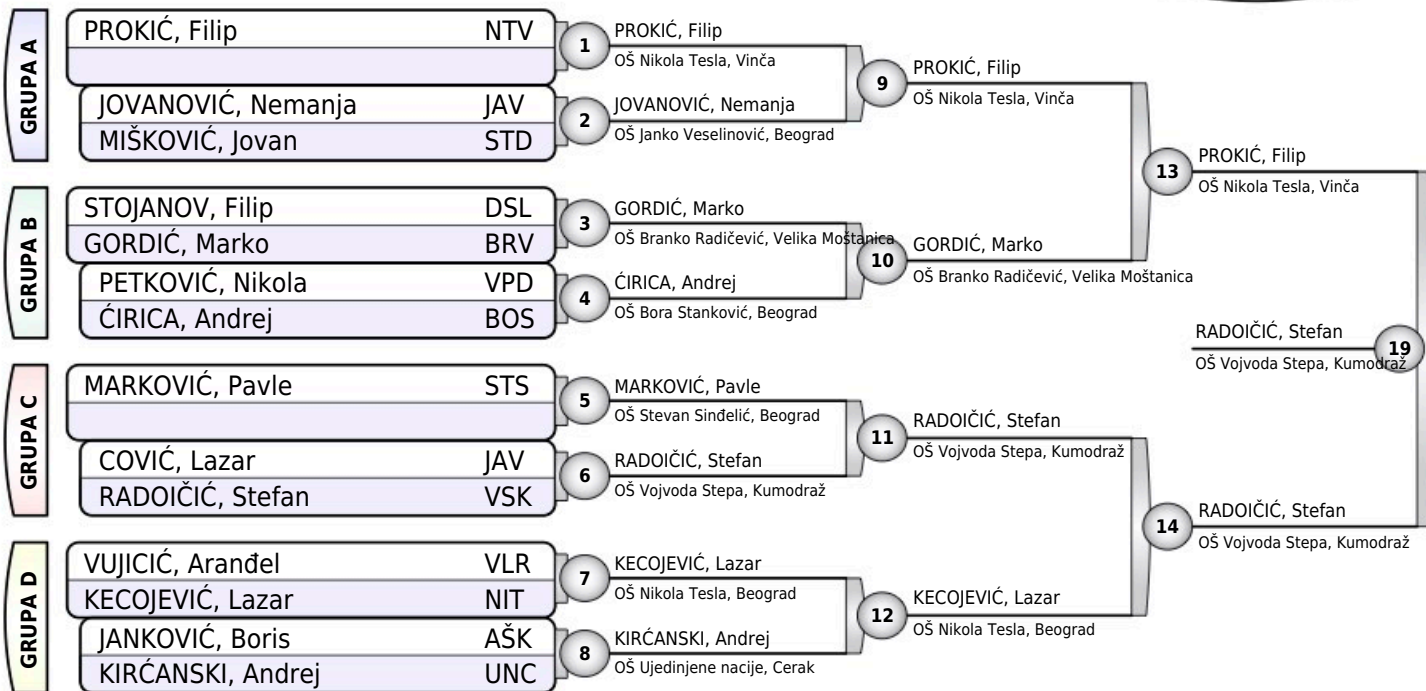 GRUPA A
PROKIĆ, Filip NTV
JOVANOVIĆ, Nemanja JAV
MIŠKOVIĆ, Jovan STD
GRUPA B
STOJANOV, Filip DSL
GORDIĆ, Marko BRV
PETKOVIĆ, Nikola VPD
ĆIRICA, Andrej BOS
GRUPA C
MARKOVIĆ, Pavle STS
COVIĆ, Lazar JAV
RADOIČIĆ, Stefan VSK
GRUPA D
VUJICIĆ, Aranđel VLR
KECOJEVIĆ, Lazar NIT
JANKOVIĆ, Boris AŠK
KIRĆANSKI, Andrej UNC
1
PROKIĆ, Filip
OŠ Nikola Tesla, Vinča
2
JOVANOVIĆ, Nemanja
OŠ Janko Veselinović, Beograd
3
GORDIĆ, Marko
OŠ Branko Radičević, Velika Moštanica
4
ĆIRICA, Andrej
OŠ Bora Stanković, Beograd
5
MARKOVIĆ, Pavle
OŠ Stevan Sinđelić, Beograd
6
RADOIČIĆ, Stefan
OŠ Vojvoda Stepa, Kumodraž
7
KECOJEVIĆ, Lazar
OŠ Nikola Tesla, Beograd
8
KIRĆANSKI, Andrej
OŠ Ujedinjene nacije, Cerak
9
PROKIĆ, Filip
OŠ Nikola Tesla, Vinča
10
GORDIĆ, Marko
OŠ Branko Radičević, Velika Moštanica
11
RADOIČIĆ, Stefan
OŠ Vojvoda Stepa, Kumodraž
12
KECOJEVIĆ, Lazar
OŠ Nikola Tesla, Beograd
13
PROKIĆ, Filip
OŠ Nikola Tesla, Vinča
14
RADOIČIĆ, Stefan
OŠ Vojvoda Stepa, Kumodraž
RADOIČIĆ, Stefan
OŠ Vojvoda Stepa, Kumodraž
19